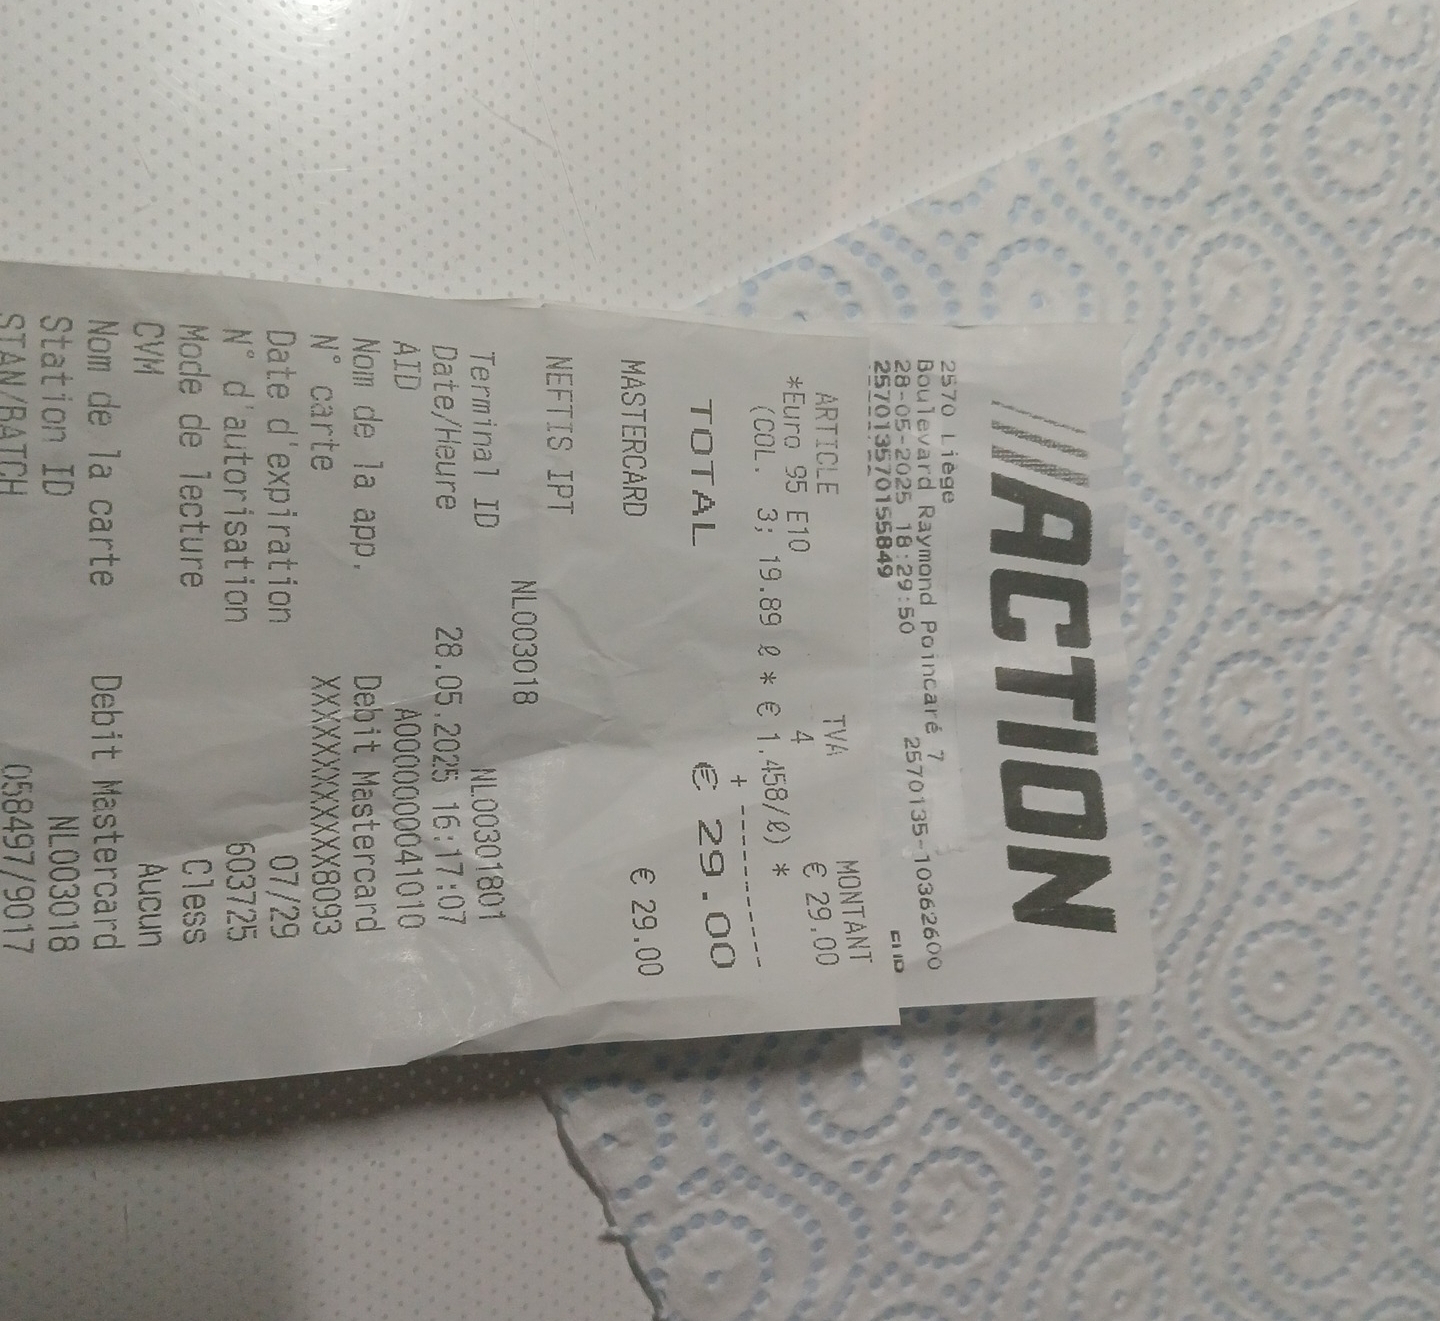 ACTION
2570 Liège
Boulevard Raymond Poincaré 7
28-05-2025 18:29:50 2570135-10362600
2570135701558​49
ARTICLE TVA MONTANT
*Euro 95 E10 4 € 29.00
(COL. 3; 19.89 ℓ * € 1.458/ℓ) *
+ ----------
TOTAL € 29.00
MASTERCARD € 29.00
NEFTIS IPT
NL003018
Terminal ID NL00301801
Date/Heure 28.05.2025 16:17:07
AID A0000000041010
Nom de la app. Debit Mastercard
N° carte XXXXXXXXXXXX8093
Date d'expiration 07/29
N° d'autorisation 603725
Mode de lecture Cless
CVM Aucun
Nom de la carte Debit Mastercard
Station ID NL003018
STAN/BATCH 058497/9017